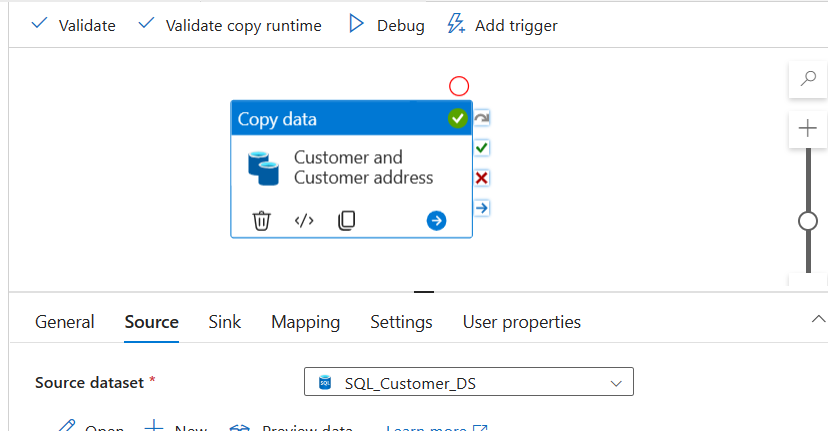 Validate Validate copy runtime Debug Add trigger
Copy data
Customer and
Customer address
General Source Sink Mapping Settings User properties
Source dataset * SQL SQL_Customer_DS
Open New Preview data Learn more